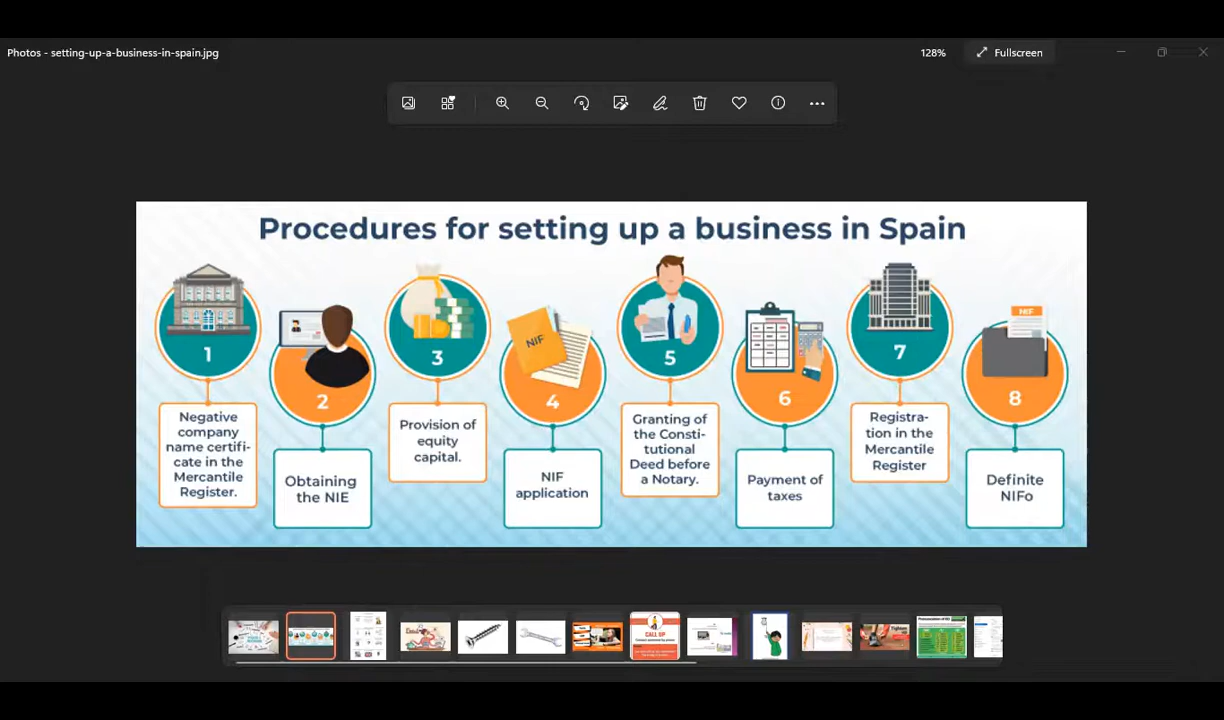 Photos - setting-up-a-business-in-spain.jpg
128%
Fullscreen
Procedures for setting up a business in Spain
1
Negative
company
name certifi-
cate in the
Mercantile
Register.
2
Obtaining
the NIE
3
Provision of
equity
capital.
NIF
4
NIF
application
5
Granting of
the Consti-
tutional
Deed before
a Notary.
6
Payment of
taxes
7
Registra-
tion in the
Mercantile
Register
NIF
8
Definite
NIFo
CALL UP